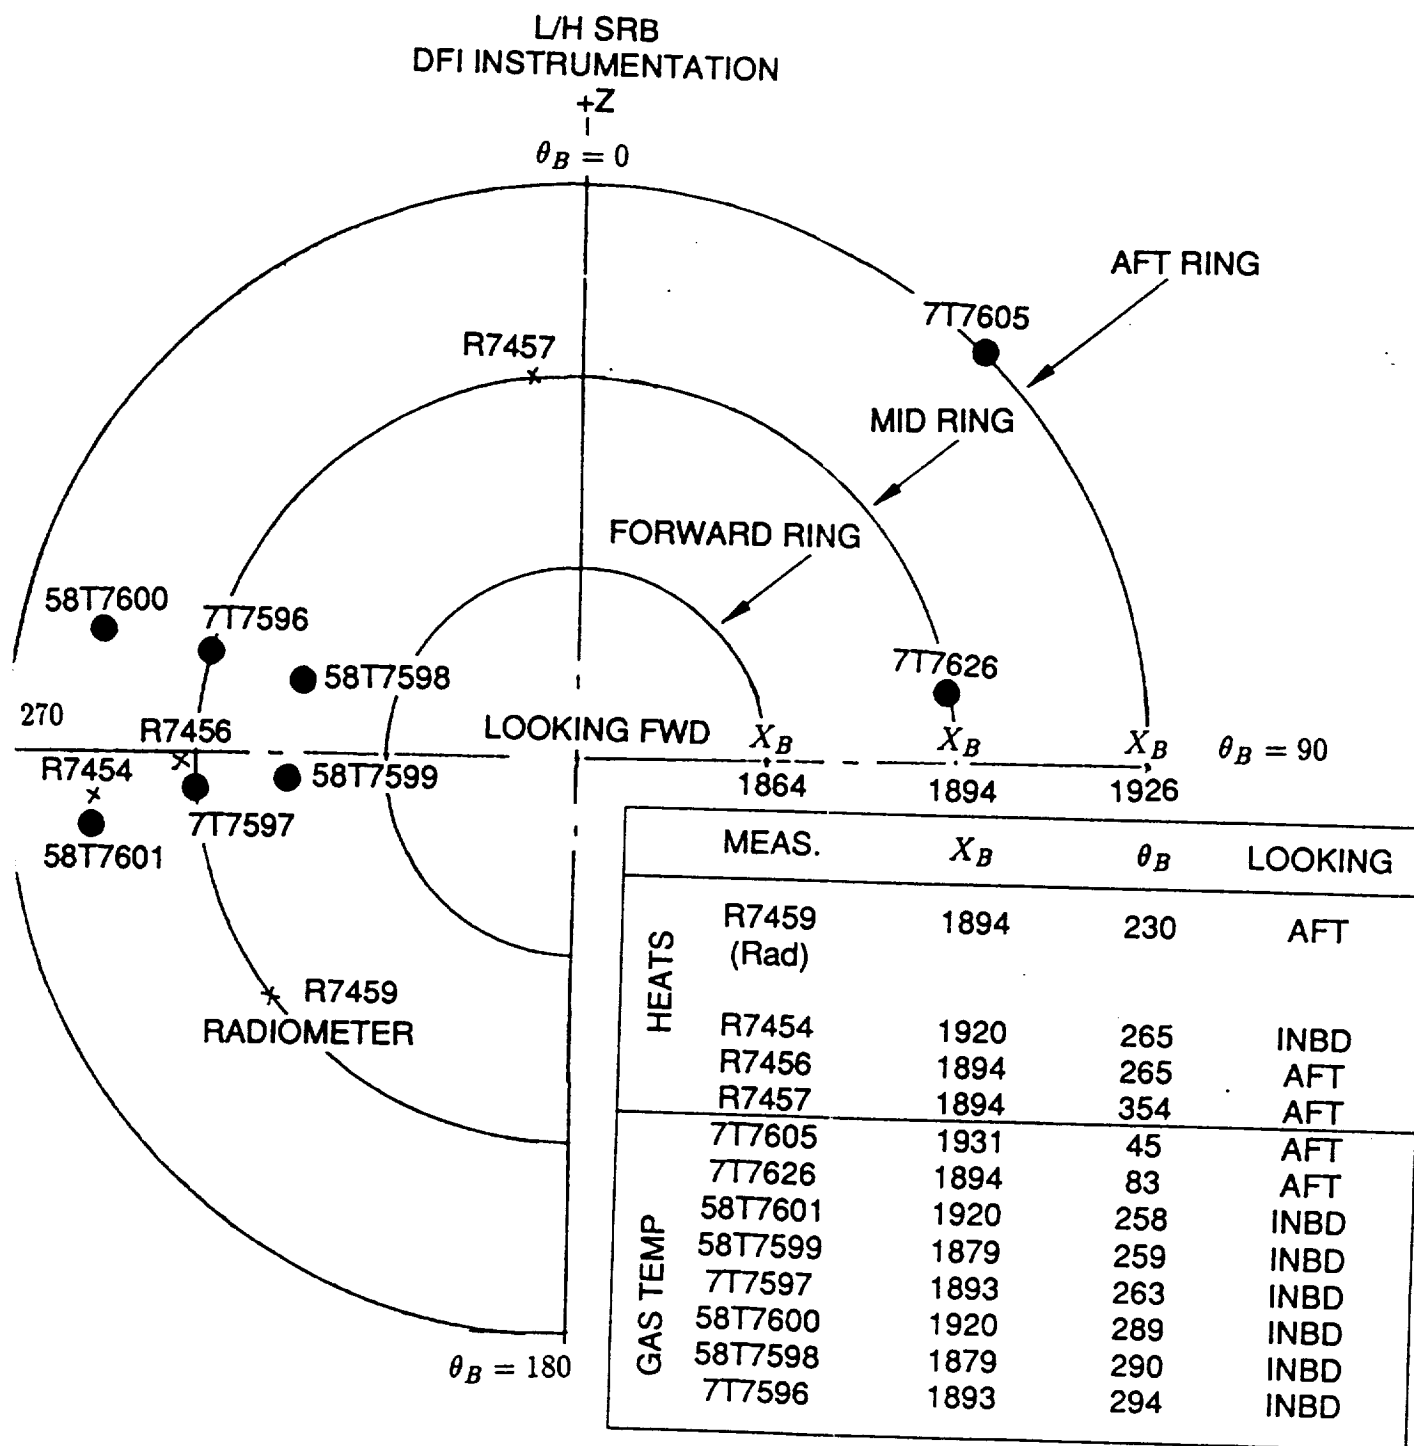 L/H SRB
DFI INSTRUMENTATION
+Z
θB = 0
AFT RING
7T7605
R7457
MID RING
FORWARD RING
58T7600
7T7596
58T7598
7T7626
270
R7456
LOOKING FWD
XB
XB
XB
θB = 90
R7454
58T7599
1864
1894
1926
7T7597
58T7601
R7459
RADIOMETER
θB = 180
MEAS. XB θB LOOKING
HEATS
R7459 1894 230 AFT
(Rad)
R7454 1920 265 INBD
R7456 1894 265 AFT
R7457 1894 354 AFT
GAS TEMP
7T7605 1931 45 AFT
7T7626 1894 83 AFT
58T7601 1920 258 INBD
58T7599 1879 259 INBD
7T7597 1893 263 INBD
58T7600 1920 289 INBD
58T7598 1879 290 INBD
7T7596 1893 294 INBD